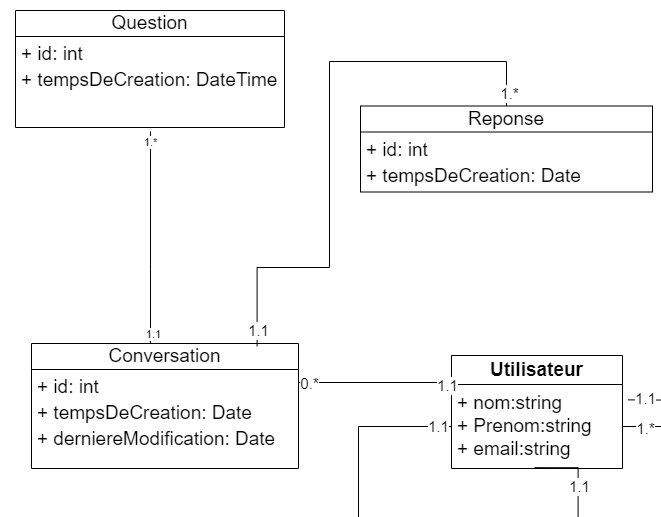 Question
+ id: int
+ tempsDeCreation: DateTime
1.*
1.*
Reponse
+ id: int
+ tempsDeCreation: Date
1.1
1.1
Conversation
+ id: int
+ tempsDeCreation: Date
+ derniereModification: Date
0.*
1.1
Utilisateur
+ nom:string
+ Prenom:string
+ email:string
1.1
1.1
1.*
1.1